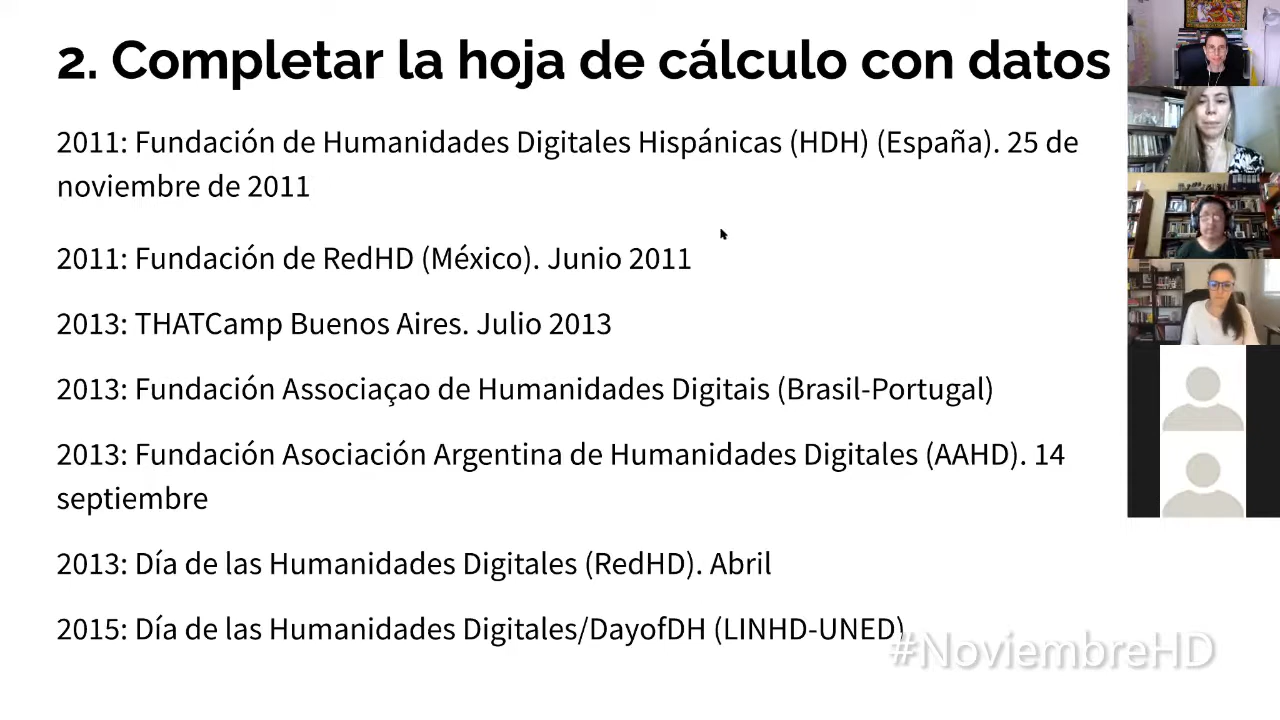 2. Completar la hoja de cálculo con datos
2011: Fundación de Humanidades Digitales Hispánicas (HDH) (España). 25 de
noviembre de 2011
2011: Fundación de RedHD (México). Junio 2011
2013: THATCamp Buenos Aires. Julio 2013
2013: Fundación Associaçao de Humanidades Digitais (Brasil-Portugal)
2013: Fundación Asociación Argentina de Humanidades Digitales (AAHD). 14
septiembre
2013: Día de las Humanidades Digitales (RedHD). Abril
2015: Día de las Humanidades Digitales/DayofDH (LINHD-UNED)
#NoviembreHD